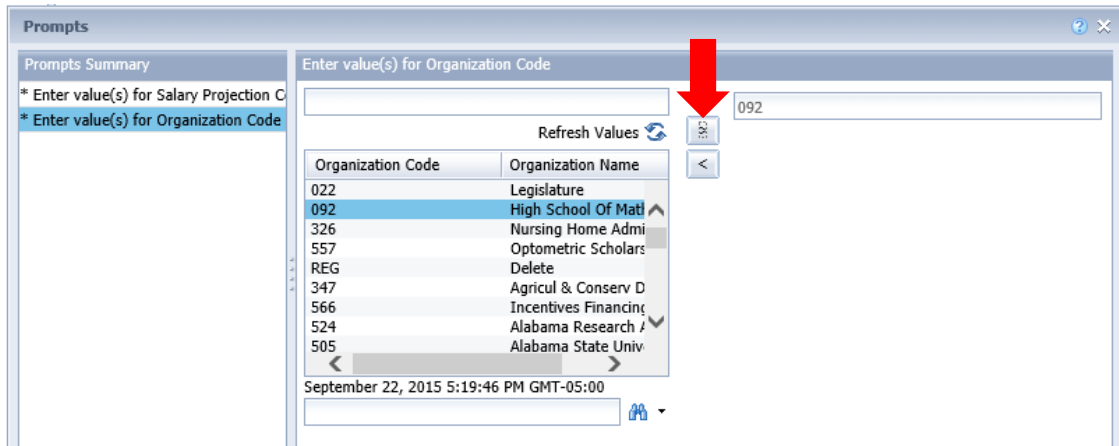 Prompts
Prompts Summary
* Enter value(s) for Salary Projection C
* Enter value(s) for Organization Code
Enter value(s) for Organization Code
Refresh Values
Organization Code Organization Name
022 Legislature
092 High School Of Math
326 Nursing Home Admi
557 Optometric Scholars
REG Delete
347 Agricul & Conserv D
566 Incentives Financing
524 Alabama Research A
505 Alabama State Univ
September 22, 2015 5:19:46 PM GMT-05:00
<
092